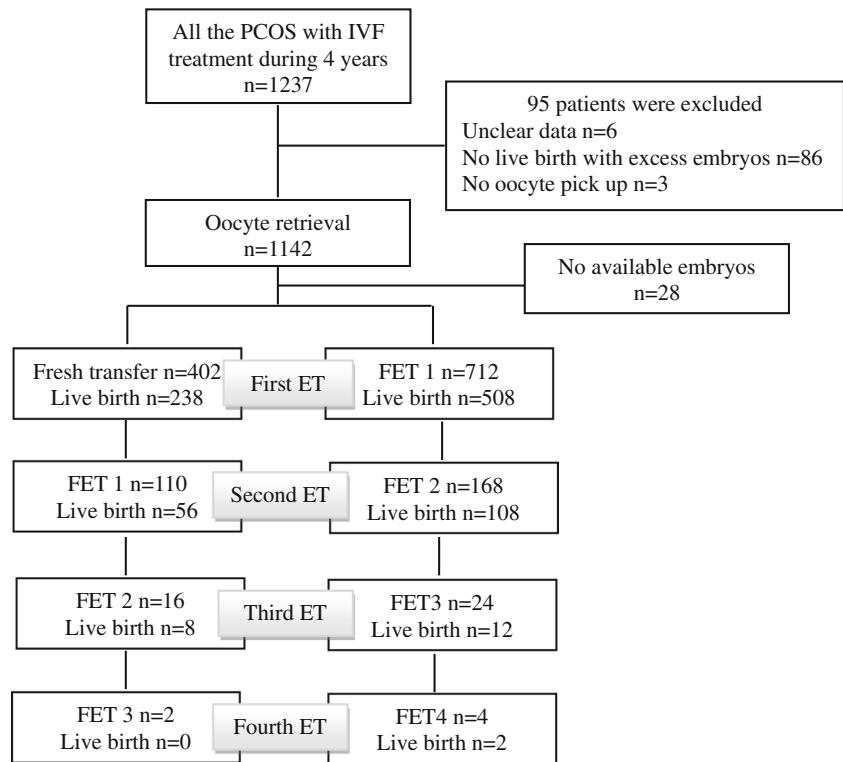 All the PCOS with IVF
treatment during 4 years
n=1237
95 patients were excluded
Unclear data n=6
No live birth with excess embryos n=86
No oocyte pick up n=3
Oocyte retrieval
n=1142
No available embryos
n=28
Fresh transfer n=402
Live birth n=238
First ET
FET 1 n=712
Live birth n=508
FET 1 n=110
Live birth n=56
Second ET
FET 2 n=168
Live birth n=108
FET 2 n=16
Live birth n=8
Third ET
FET3 n=24
Live birth n=12
FET 3 n=2
Live birth n=0
Fourth ET
FET4 n=4
Live birth n=2